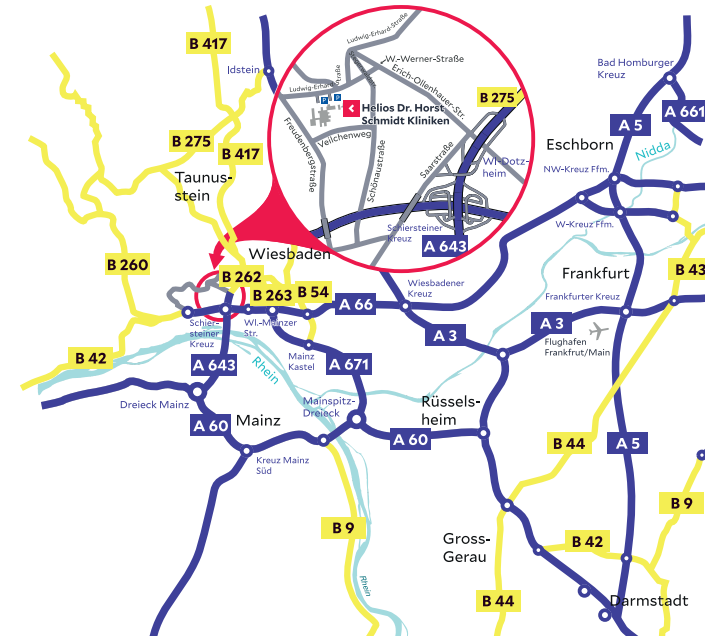 B 417
Idstein
Ludwig-Erhard-Straße
Steinweiler
Straße
W.-Werner-Straße
Erich-Ollenhauer-Str.
Ludwig-Erhard-
P
P
Helios Dr. Horst
Schmidt Kliniken
B 275
Veilchenweg
Freudenbergstraße
Schönaustraße
Saarstraße
WI-Dotz-
heim
Schiersteiner
Kreuz
A 643
Bad Homburger
Kreuz
A 661
A 5
Eschborn
Nidda
NW-Kreuz Ffm.
W-Kreuz Ffm.
B 275
B 417
Taunus-
stein
Wiesbaden
B 260
B 262
B 263
B 54
A 66
Wiesbadener
Kreuz
Frankfurt
B 43
Frankfurter Kreuz
A 3
A 3
Flughafen
Frankfrut/Main
Schier-
steiner
Kreuz
WI.-Mainzer
Str.
Mainz
Kastel
B 42
A 643
Rhein
A 671
Dreieck Mainz
Mainspitz-
Dreieck
Rüssels-
heim
A 60
Mainz
A 60
Kreuz Mainz
Süd
B 44
A 5
B 9
B 9
Gross-
Gerau
B 42
Rhein
B 44
Darmstadt